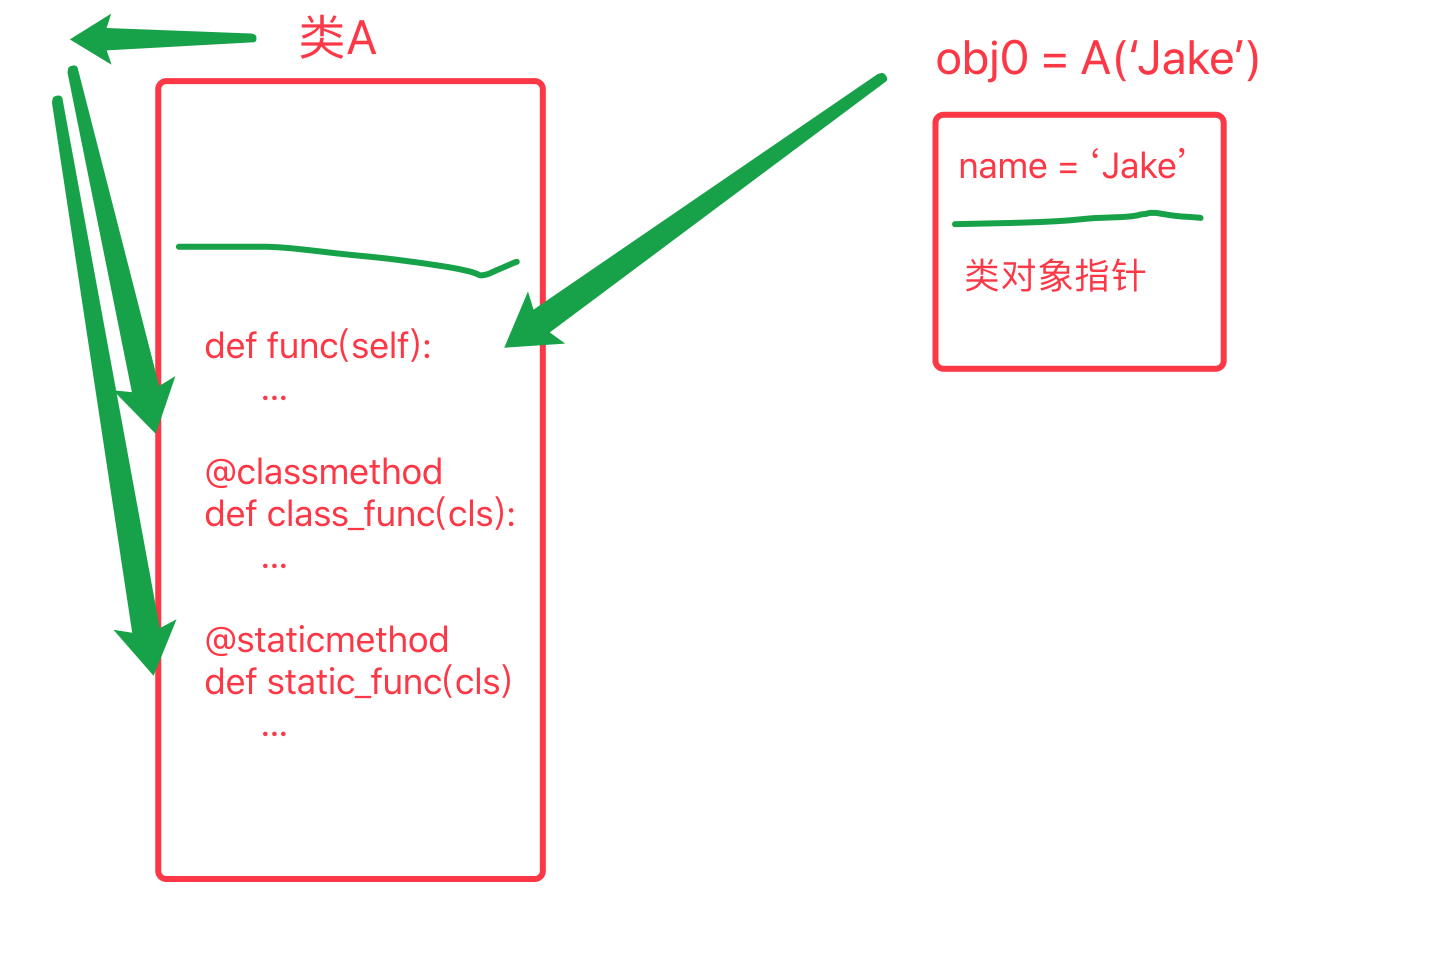 类A
def func(self):
...
@classmethod
def class_func(cls):
...
@staticmethod
def static_func(cls)
...
obj0 = A(‘Jake’)
name = ‘Jake’
类对象指针